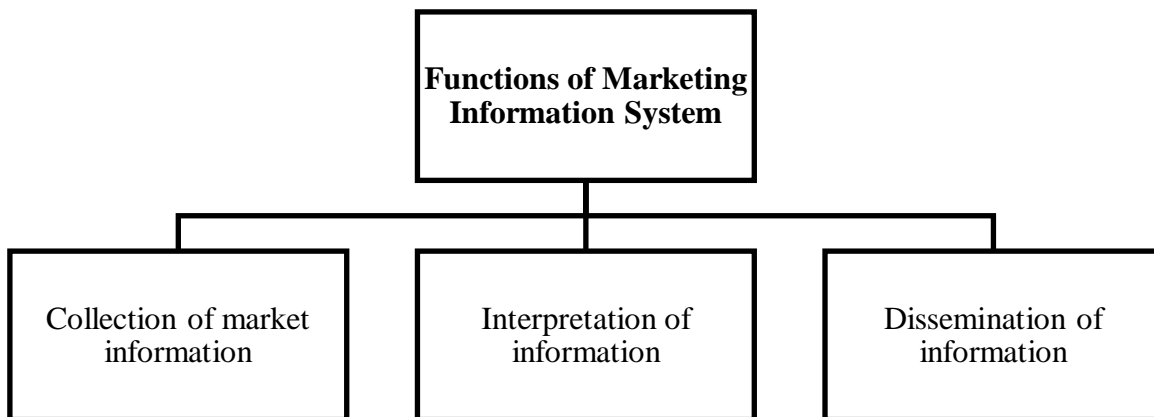 Functions of Marketing
Information System
Collection of market
information
Interpretation of
information
Dissemination of
information